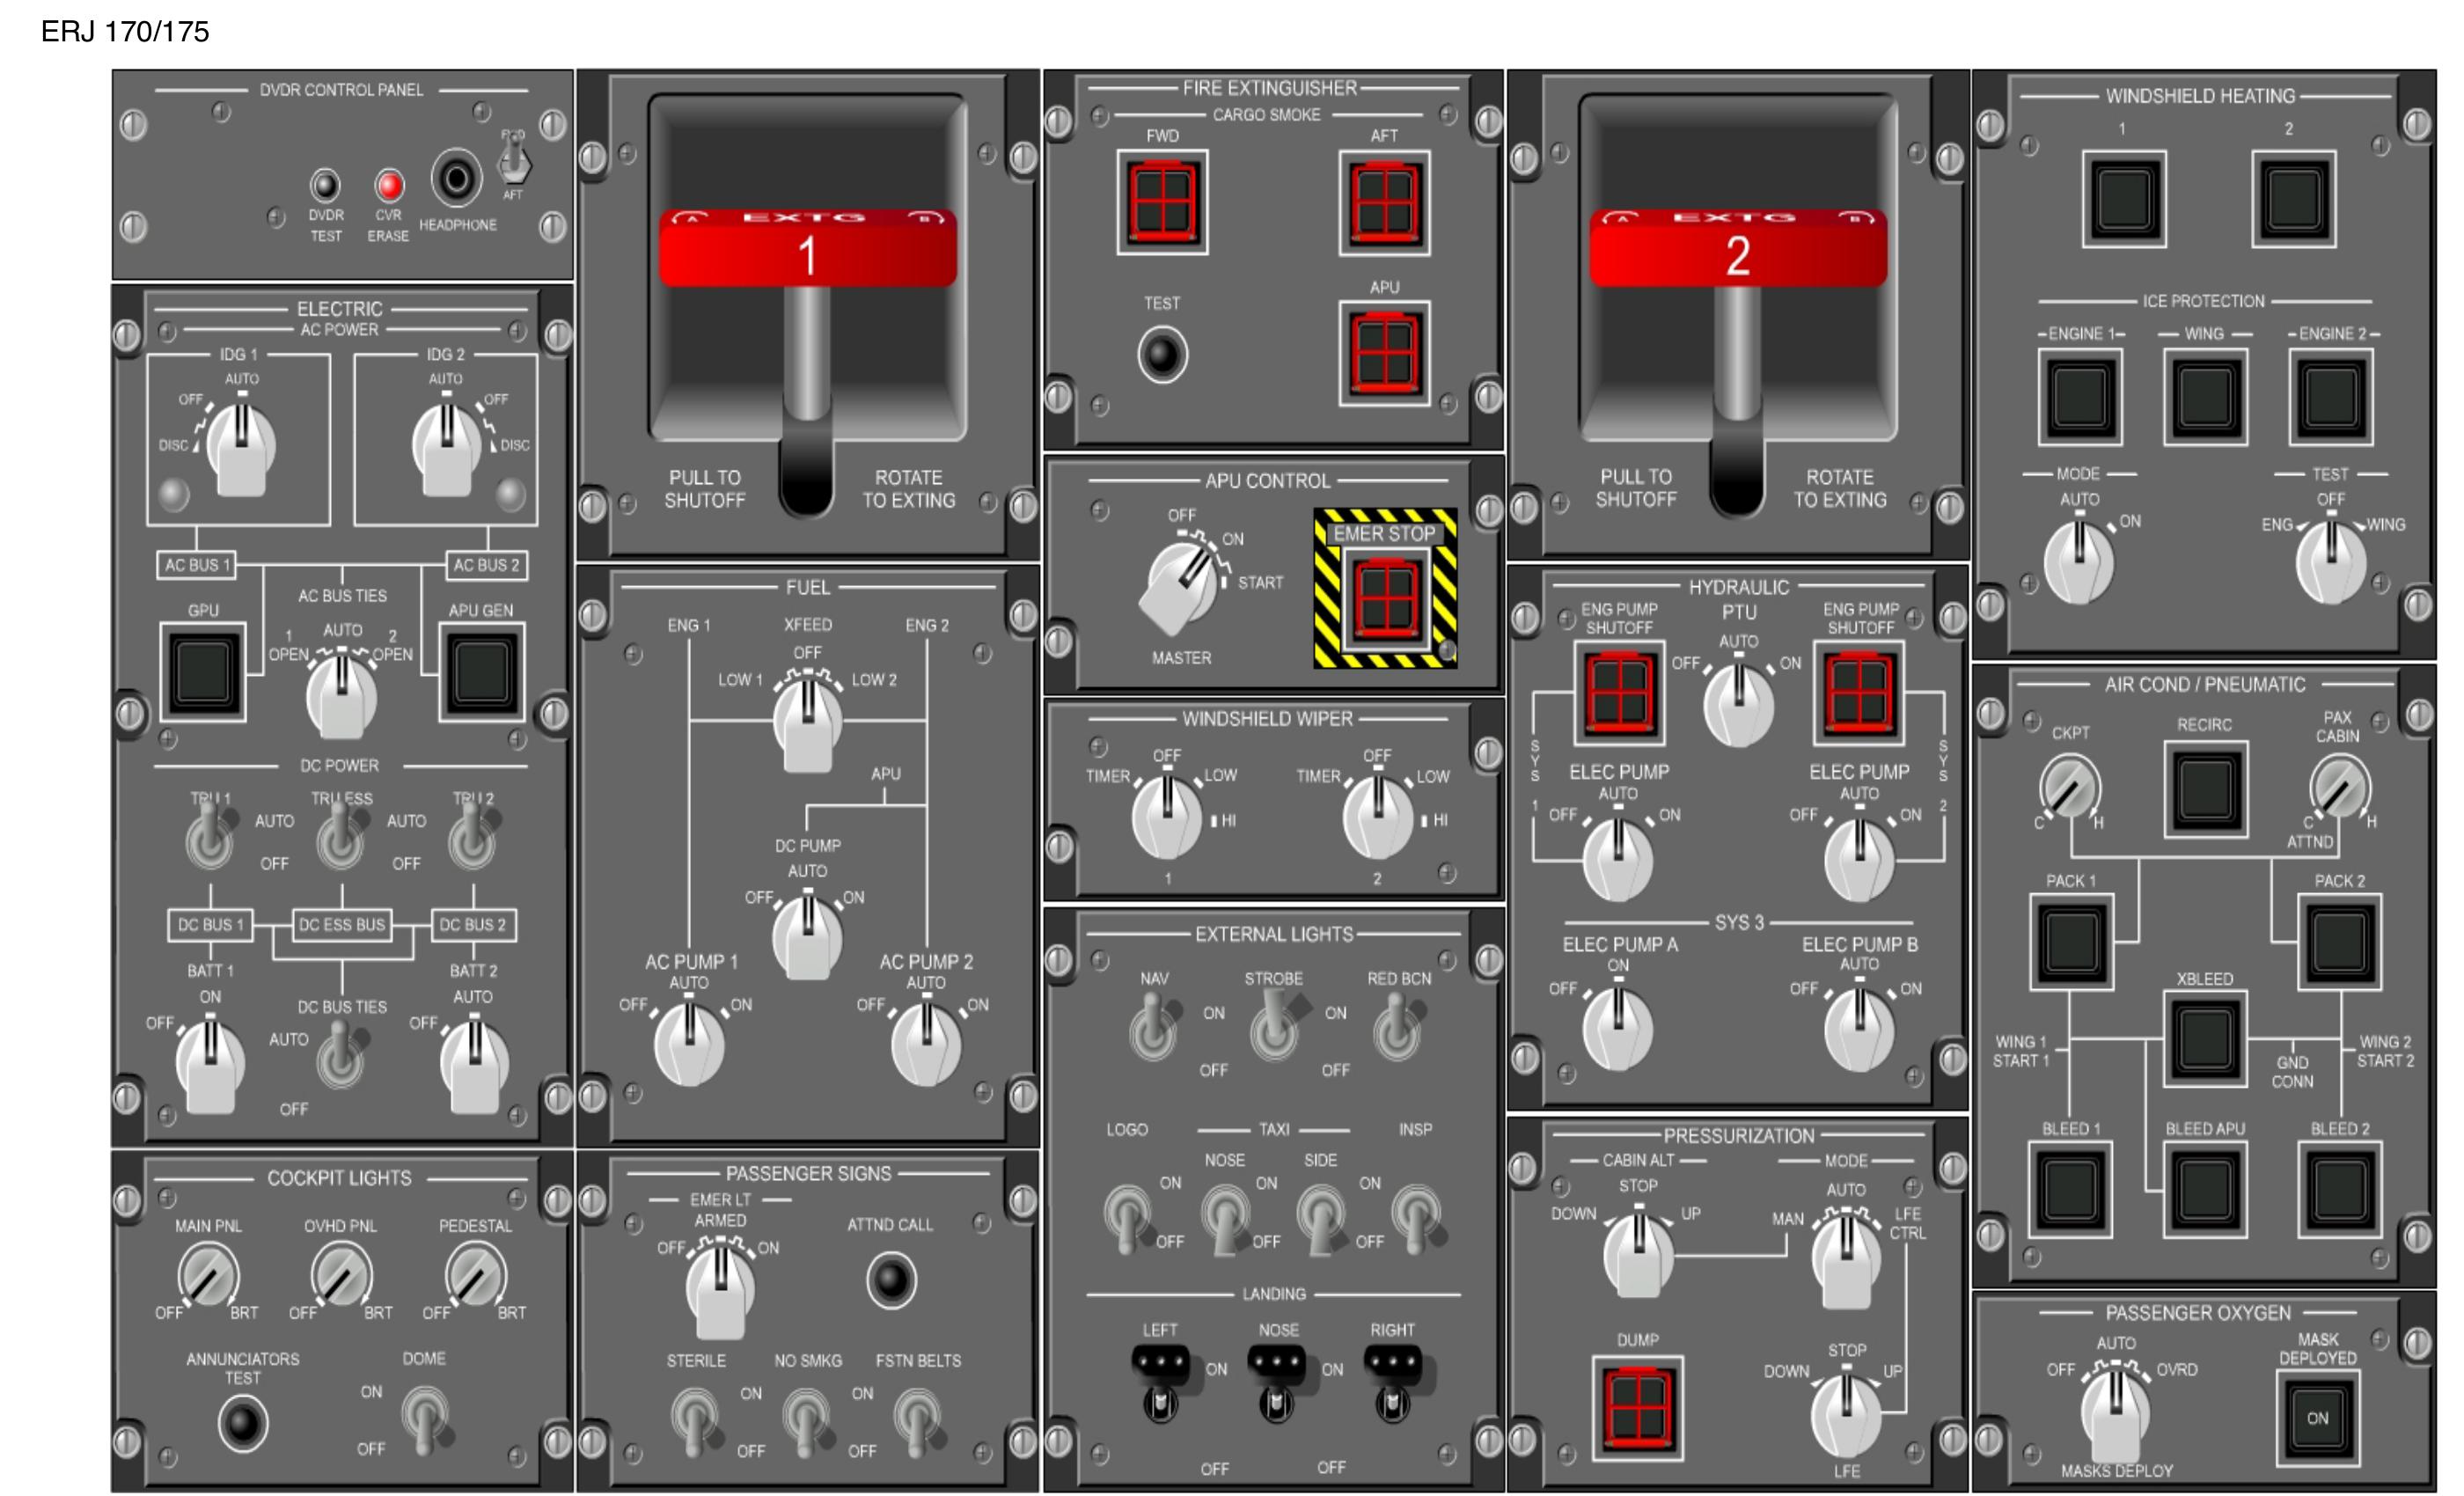 ERJ 170/175
DVDR CONTROL PANEL
FWD
AFT
DVDR TEST
CVR ERASE
HEADPHONE
ELECTRIC
AC POWER
IDG 1
IDG 2
AUTO
AUTO
OFF
OFF
DISC
DISC
AC BUS 1
AC BUS 2
AC BUS TIES
GPU
APU GEN
1 OPEN
AUTO
2 OPEN
DC POWER
TRU 1
TRU ESS
TRU 2
AUTO
AUTO
OFF
OFF
DC BUS 1
DC ESS BUS
DC BUS 2
BATT 1
BATT 2
ON
DC BUS TIES
AUTO
OFF
AUTO
OFF
OFF
COCKPIT LIGHTS
MAIN PNL
OVHD PNL
PEDESTAL
OFF
BRT
OFF
BRT
OFF
BRT
ANNUNCIATORS
TEST
DOME
ON
OFF
A EXTG B
1
PULL TO
SHUTOFF
ROTATE
TO EXTING
FUEL
ENG 1
XFEED
ENG 2
OFF
LOW 1
LOW 2
APU
DC PUMP
AUTO
OFF
ON
AC PUMP 1
AC PUMP 2
AUTO
AUTO
OFF
ON
OFF
ON
PASSENGER SIGNS
EMER LT
ARMED
OFF
ON
ATTND CALL
STERILE
NO SMKG
FSTN BELTS
ON
ON
OFF
OFF
FIRE EXTINGUISHER
CARGO SMOKE
FWD
AFT
TEST
APU
APU CONTROL
OFF
ON
START
MASTER
EMER STOP
WINDSHIELD WIPER
OFF
OFF
TIMER
LOW
TIMER
LOW
HI
HI
1
2
EXTERNAL LIGHTS
NAV
STROBE
RED BCN
ON
ON
OFF
OFF
LOGO
TAXI
INSP
NOSE
SIDE
ON
ON
ON
OFF
OFF
OFF
LANDING
LEFT
NOSE
RIGHT
ON
ON
OFF
OFF
A EXTG B
2
PULL TO
SHUTOFF
ROTATE
TO EXTING
HYDRAULIC
ENG PUMP
SHUTOFF
PTU
ENG PUMP
SHUTOFF
AUTO
OFF
ON
SYS 1
SYS 2
ELEC PUMP
ELEC PUMP
AUTO
AUTO
OFF
ON
OFF
ON
SYS 3
ELEC PUMP A
ELEC PUMP B
ON
AUTO
OFF
OFF
ON
PRESSURIZATION
CABIN ALT
MODE
STOP
AUTO
DOWN
UP
MAN
LFE
CTRL
DUMP
STOP
DOWN
UP
LFE
WINDSHIELD HEATING
1
2
ICE PROTECTION
ENGINE 1
WING
ENGINE 2
MODE
TEST
AUTO
OFF
ON
ENG
WING
AIR COND / PNEUMATIC
CKPT
RECIRC
PAX
CABIN
C
H
C
H
ATTND
PACK 1
PACK 2
XBLEED
WING 1
START 1
GND
CONN
WING 2
START 2
BLEED 1
BLEED APU
BLEED 2
PASSENGER OXYGEN
AUTO
MASK
DEPLOYED
OFF
OVRD
ON
MASKS DEPLOY